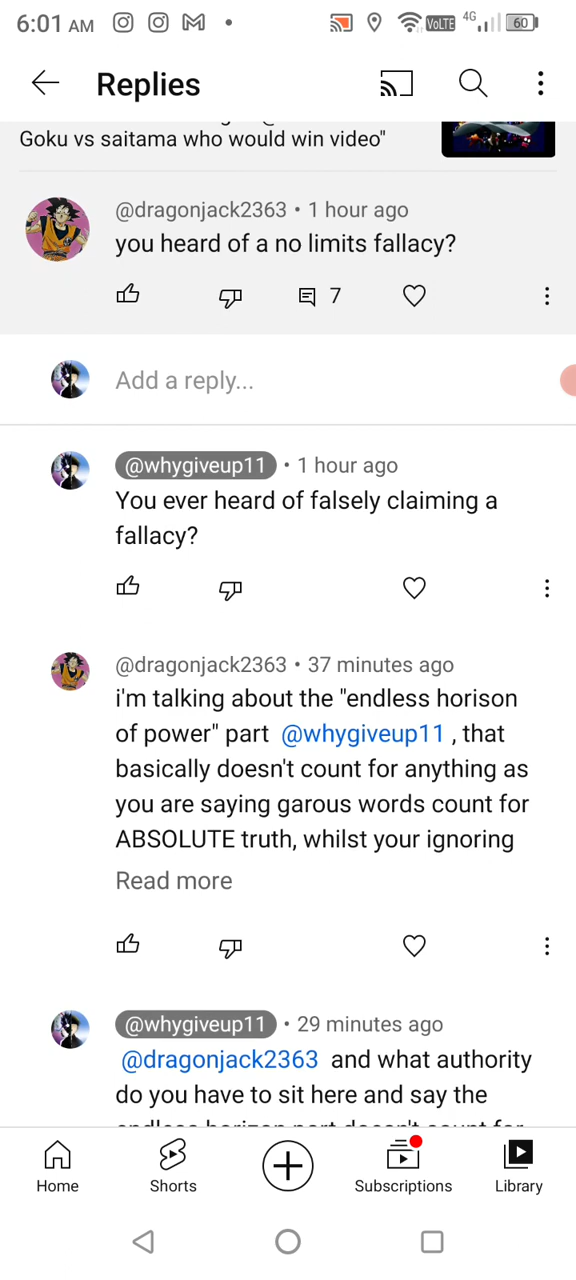 6:01 AM
VoLTE 4G 60
Replies
Goku vs saitama who would win video"
@dragonjack2363 • 1 hour ago
you heard of a no limits fallacy?
7
Add a reply...
@whygiveup11 • 1 hour ago
You ever heard of falsely claiming a
fallacy?
@dragonjack2363 • 37 minutes ago
i'm talking about the "endless horison
of power" part @whygiveup11 , that
basically doesn't count for anything as
you are saying garous words count for
ABSOLUTE truth, whilst your ignoring
Read more
@whygiveup11 • 29 minutes ago
@dragonjack2363 and what authority
do you have to sit here and say the
Home Shorts Subscriptions Library